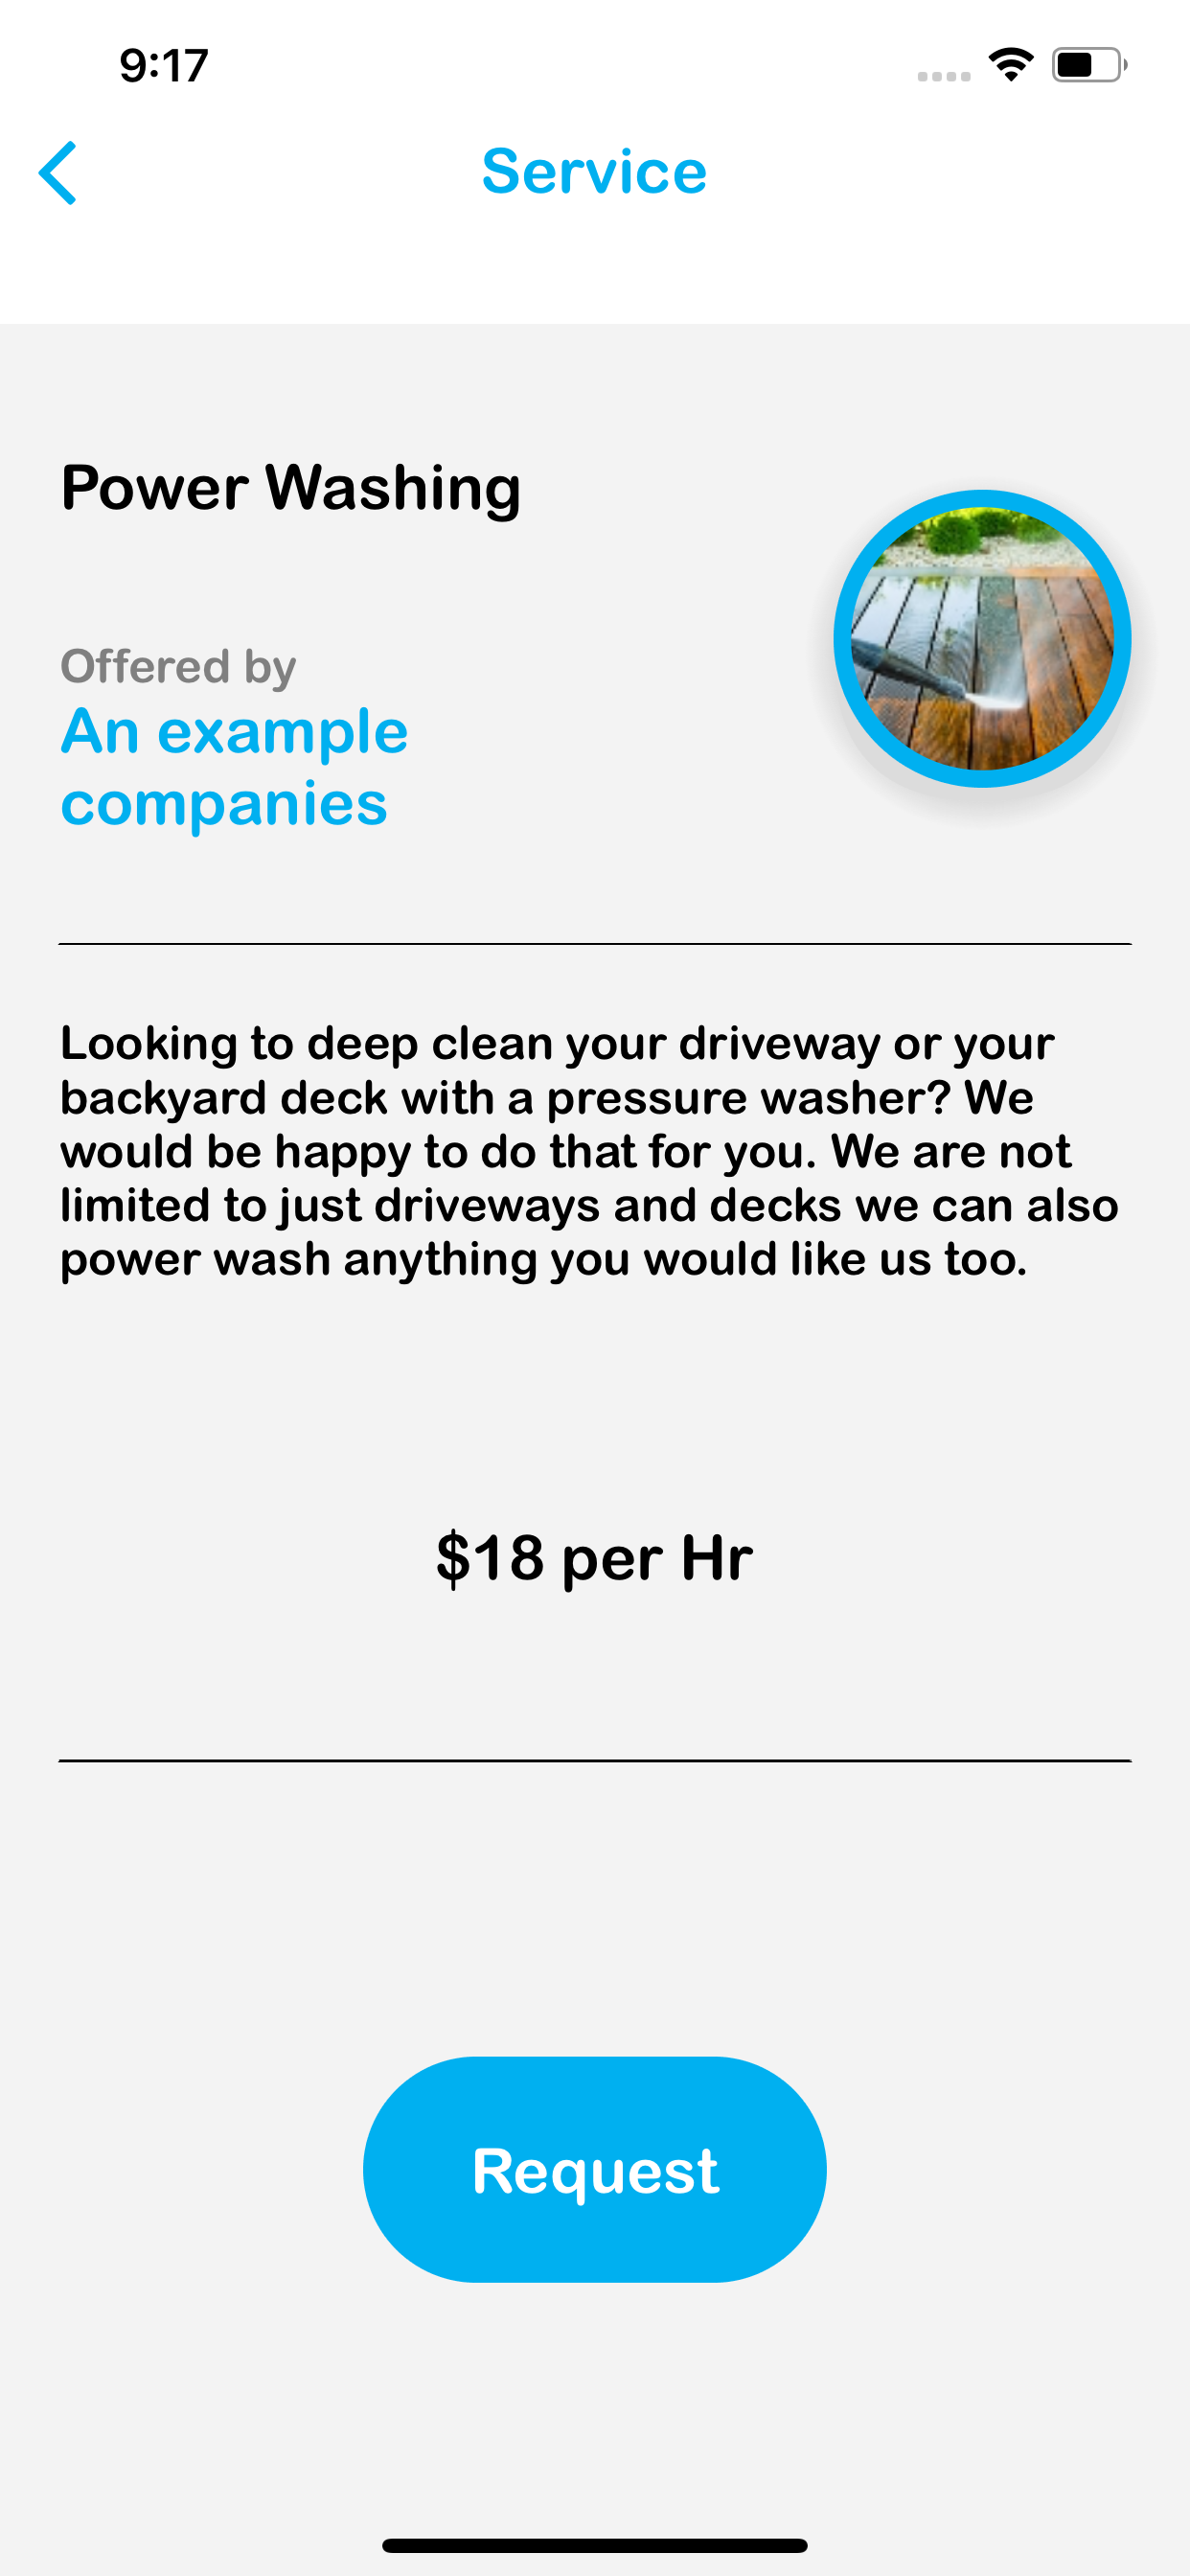 9:17
Service
Power Washing
Offered by
An example
companies
Looking to deep clean your driveway or your
backyard deck with a pressure washer? We
would be happy to do that for you. We are not
limited to just driveways and decks we can also
power wash anything you would like us too.
$18 per Hr
Request